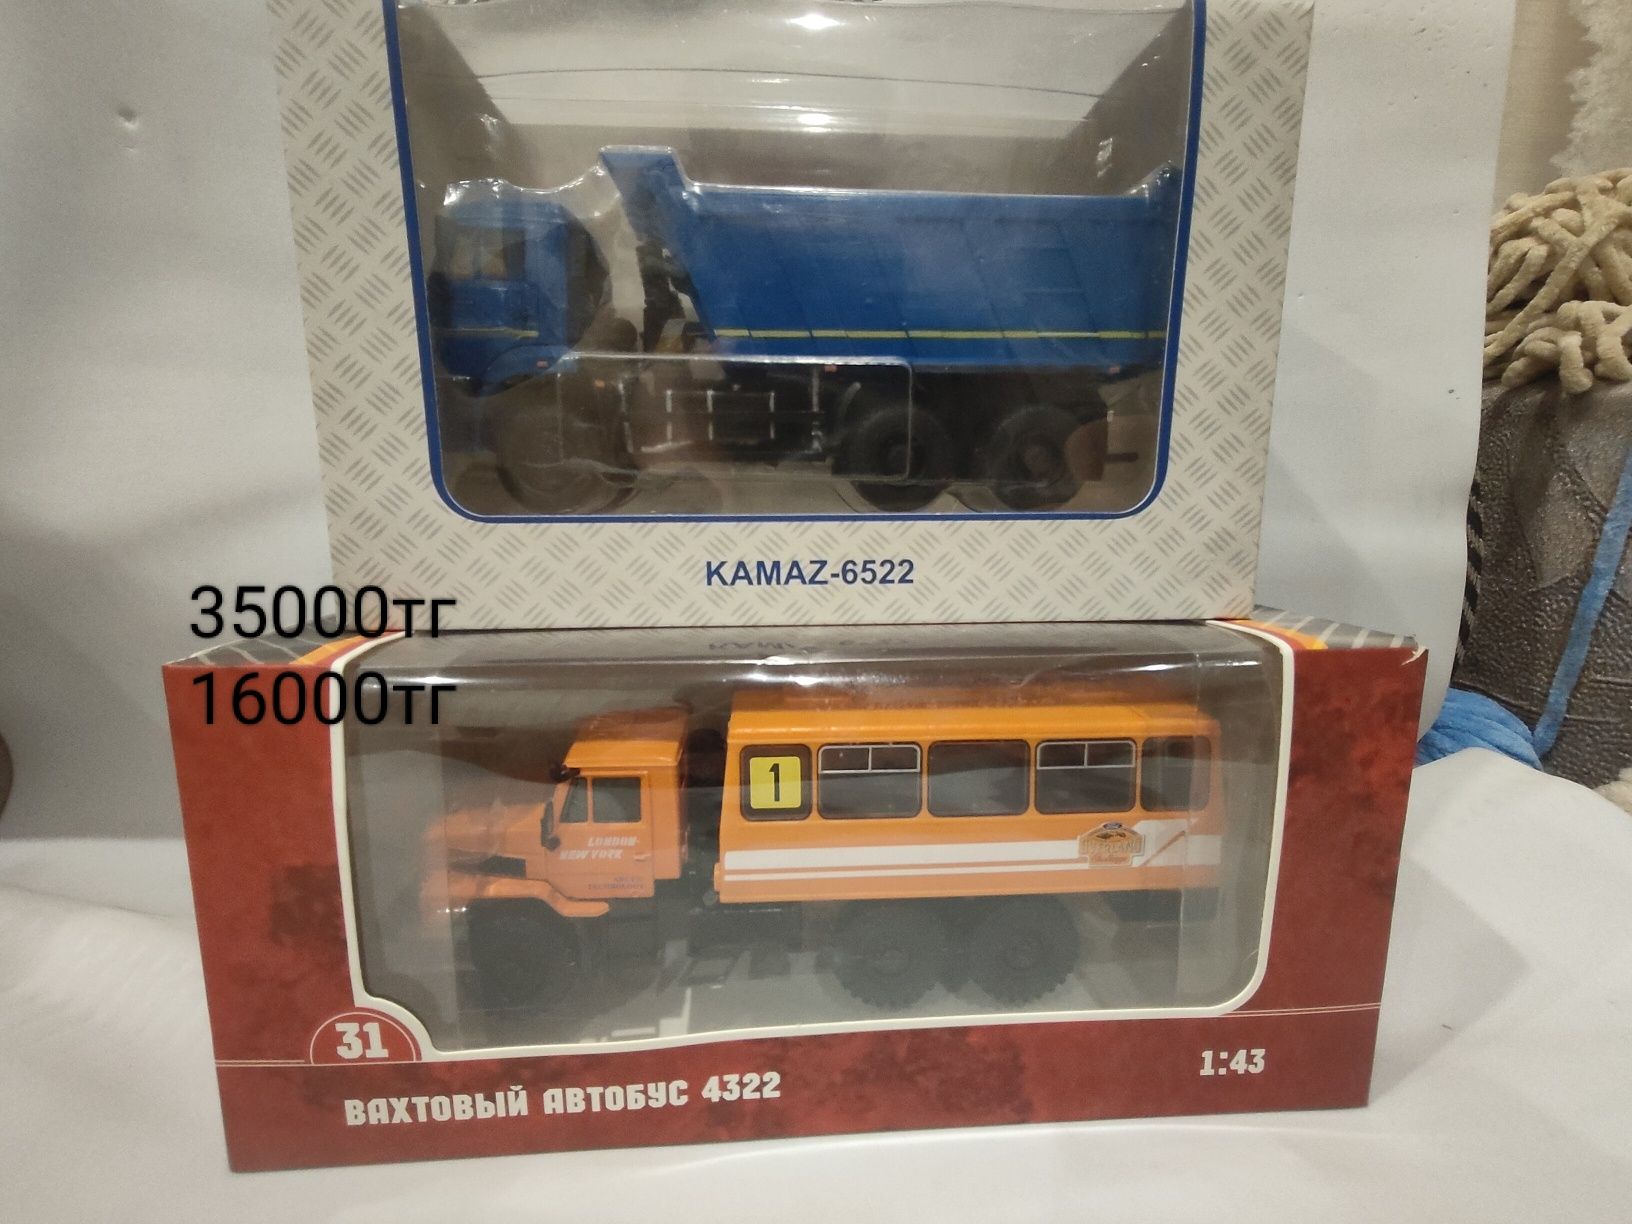 KAMAZ-6522
35000тг
16000тг
1
LONDON-
NEW YORK
31
ВАХТОВЫЙ АВТОБУС 4322
1:43